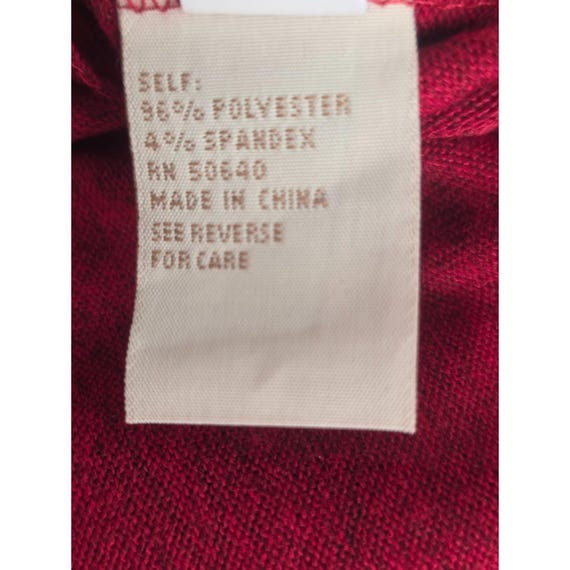 SELF:
96% POLYESTER
4% SPANDEX
RN 50640
MADE IN CHINA
SEE REVERSE
FOR CARE